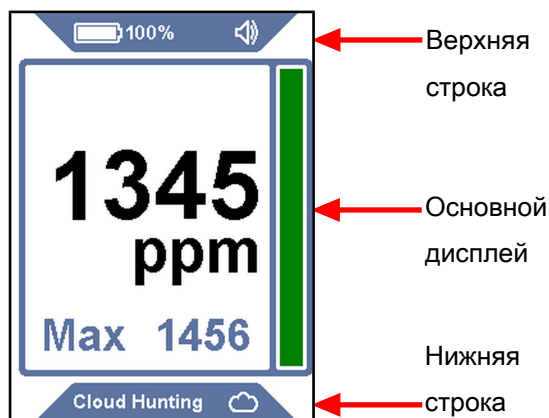 100%
Верхняя
строка
1345
ppm
Основной
дисплей
Max 1456
Нижняя
строка
Cloud Hunting